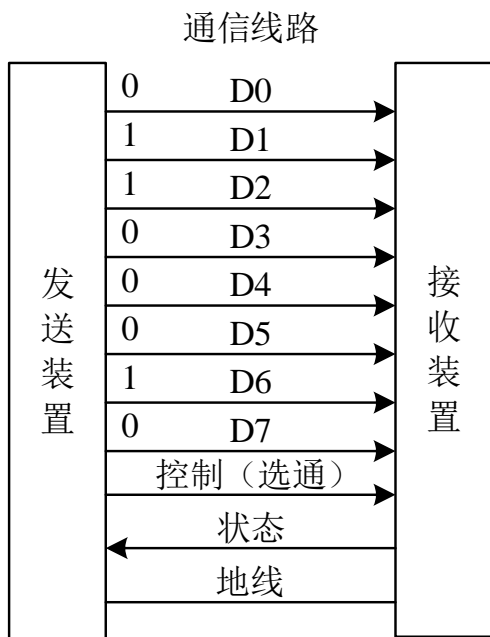 通信线路
0 D0
1 D1
1 D2
0 D3
0 D4
0 D5
1 D6
0 D7
控制（选通）
状态
地线
发送装置
接收装置